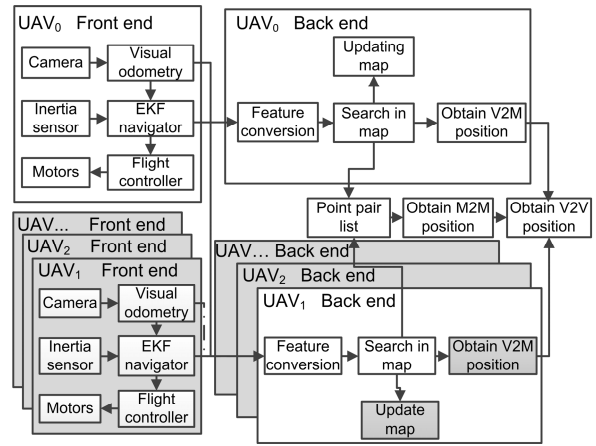 UAV0 Front end
Camera
Visual
odometry
Inertia
sensor
EKF
navigator
Motors
Flight
controller
UAV0 Back end
Updating
map
Feature
conversion
Search in
map
Obtain V2M
position
Point pair
list
Obtain M2M
position
Obtain V2V
position
UAV... Front end
UAV2 Front end
UAV1 Front end
Camera
Visual
odometry
Inertia
sensor
EKF
navigator
Motors
Flight
controller
UAV... Back end
UAV2 Back end
UAV1 Back end
Feature
conversion
Search in
map
Obtain V2M
position
Update
map